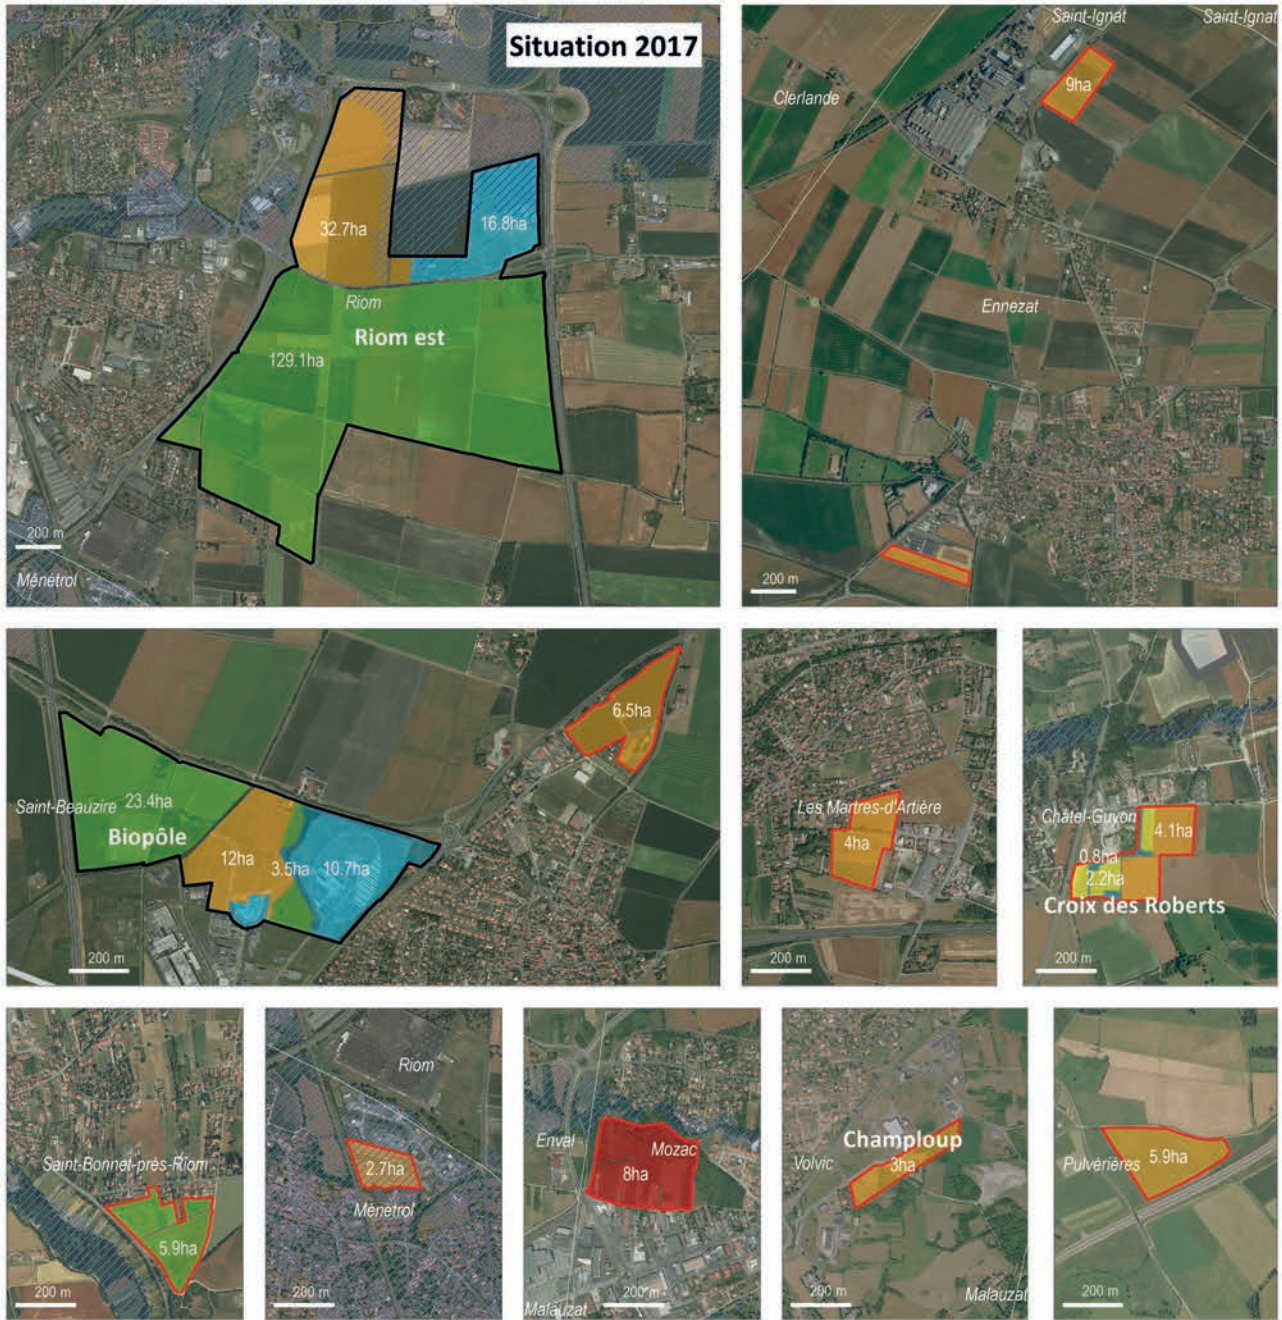 Situation 2017
32.7ha
16.8ha
Riom
Riom est
129.1ha
200 m
Ménétrol
Saint-Ignat
Saint-Ignat
9ha
Clerlande
Ennezat
200 m
6.5ha
Saint-Beauzire
23.4ha
Biopôle
12ha
3.5ha
10.7ha
200 m
Les Martres-d'Artière
4ha
200 m
Châtel-Guyon
4.1ha
0.8ha
2.2ha
Croix des Roberts
200 m
Saint-Bonnet-près-Riom
5.9ha
200 m
Riom
2.7ha
Ménétrol
200 m
Enval
Mozac
8ha
200 m
Malauzat
Champloup
Volvic
3ha
Malauzat
200 m
Pulvérières
5.9ha
200 m